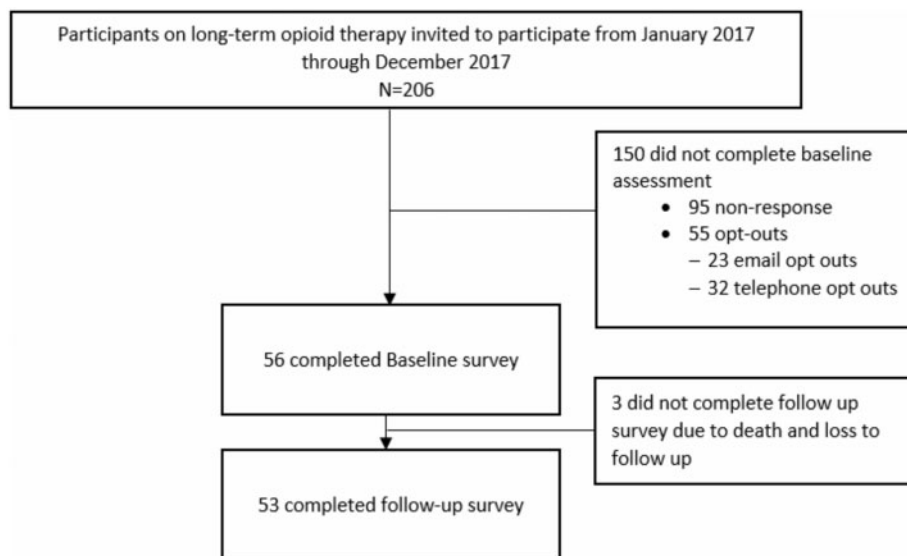 Participants on long-term opioid therapy invited to participate from January 2017
through December 2017
N=206
150 did not complete baseline
assessment
• 95 non-response
• 55 opt-outs
– 23 email opt outs
– 32 telephone opt outs
56 completed Baseline survey
3 did not complete follow up
survey due to death and loss to
follow up
53 completed follow-up survey